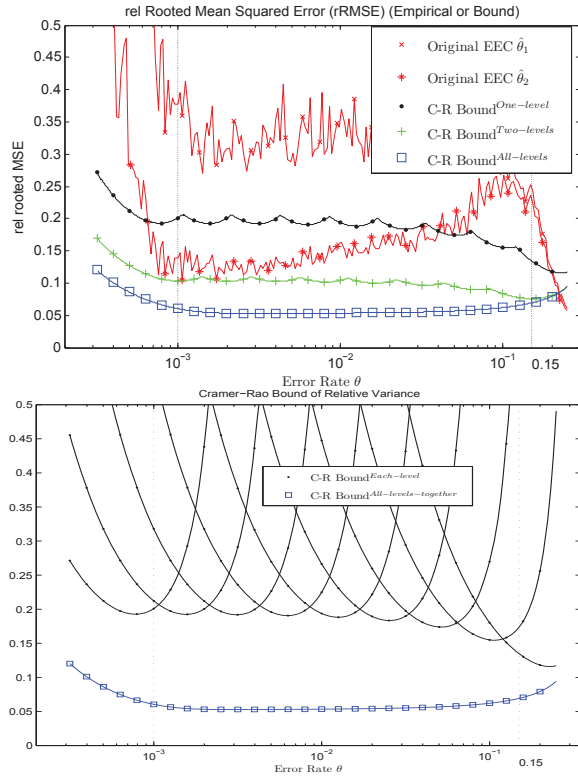 rel Rooted Mean Squared Error (rRMSE) (Empirical or Bound)
0.5
0.45
0.4
0.35
0.3
0.25
0.2
0.15
0.1
0.05
0
rel rooted MSE
Original EEC θ̂₁
Original EEC θ̂₂
C-R Bound^{One-level}
C-R Bound^{Two-levels}
C-R Bound^{All-levels}
10⁻³
10⁻²
10⁻¹
0.15
Error Rate θ
Cramer-Rao Bound of Relative Variance
0.5
0.45
0.4
0.35
0.3
0.25
0.2
0.15
0.1
0.05
0
C-R Bound^{Each-level}
C-R Bound^{All-levels-together}
10⁻³
10⁻²
10⁻¹
0.15
Error Rate θ